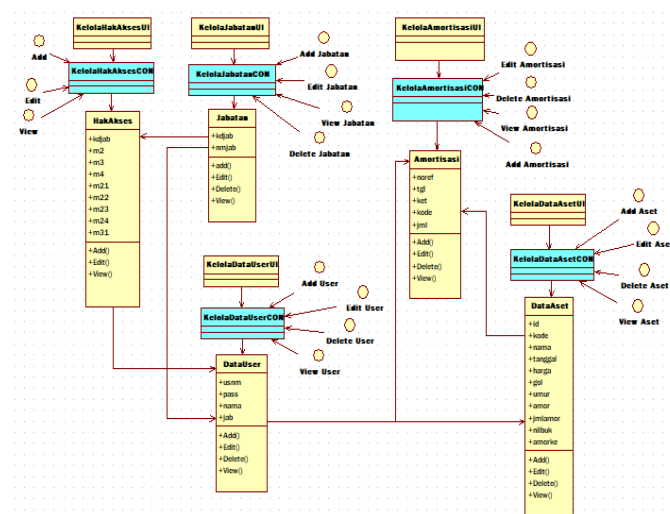 KelolaHakAksesUI
Add
KelolaHakAksesCON
Edit
View
HakAkses
+kdjab
+m2
+m3
+m4
+m21
+m22
+m23
+m24
+m31
+Add()
+Edit()
+View()
KelolaJabatanUI
Add Jabatan
KelolaJabatanCON
Edit Jabatan
View Jabatan
Delete Jabatan
Jabatan
+kdjab
+nmjab
+add()
+Edit()
+Delete()
+View()
KelolaAmortisasiUI
Edit Amortisasi
KelolaAmortisasiCON
Delete Amortisasi
View Amortisasi
Add Amortisasi
Amortisasi
+noref
+tgl
+ket
+kode
+jml
+Add()
+Edit()
+Delete()
+View()
KelolaDataAsetUI
Add Aset
Edit Ase
KelolaDataAsetCON
Delete Aset
View Aset
DataAset
+id
+kode
+nama
+tanggal
+harga
+gol
+umur
+amor
+jmlamor
+nilbuk
+amorke
+Add()
+Edit()
+Delete()
+View()
KelolaDataUserUI
Add User
Edit User
KelolaDataUserCON
Delete User
View User
DataUser
+usnm
+pass
+nama
+jab
+Add()
+Edit()
+Delete()
+View()